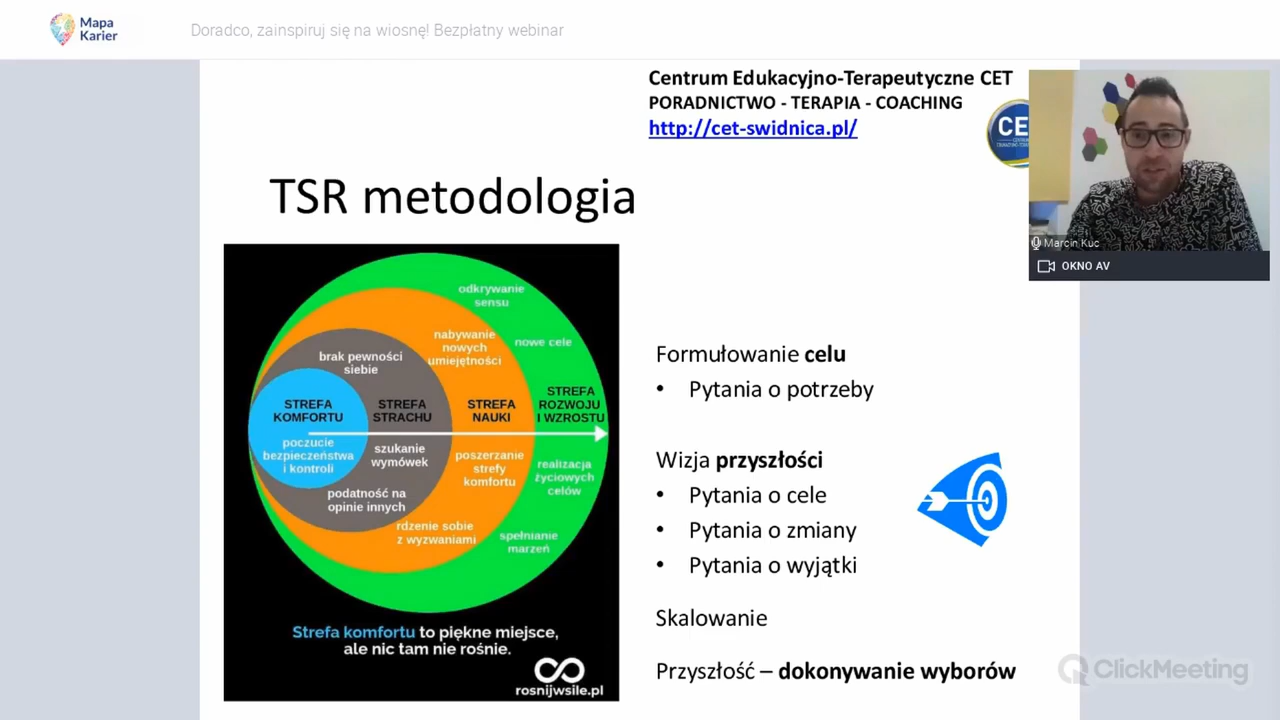 Mapa
Karier
Doradco, zainspiruj się na wiosnę! Bezpłatny webinar
Centrum Edukacyjno-Terapeutyczne CET
PORADNICTWO - TERAPIA - COACHING
http://cet-swidnica.pl/
CE
Marcin Kuc
OKNO AV
TSR metodologia
odkrywanie
sensu
nabywanie
nowych
umiejętności
nowe cele
brak pewności
siebie
STREFA
KOMFORTU
STREFA
STRACHU
STREFA
NAUKI
STREFA
ROZWOJU
I WZROSTU
poczucie
bezpieczeństwa
i kontroli
szukanie
wymówek
poszerzanie
strefy
komfortu
realizacja
życiowych
celów
podatność na
opinie innych
rdzenie sobie
z wyzwaniami
spełnianie
marzeń
Strefa komfortu to piękne miejsce,
ale nic tam nie rośnie.
rosnijwsile.pl
Formułowanie celu
• Pytania o potrzeby
Wizja przyszłości
• Pytania o cele
• Pytania o zmiany
• Pytania o wyjątki
Skalowanie
Przyszłość – dokonywanie wyborów
ClickMeeting